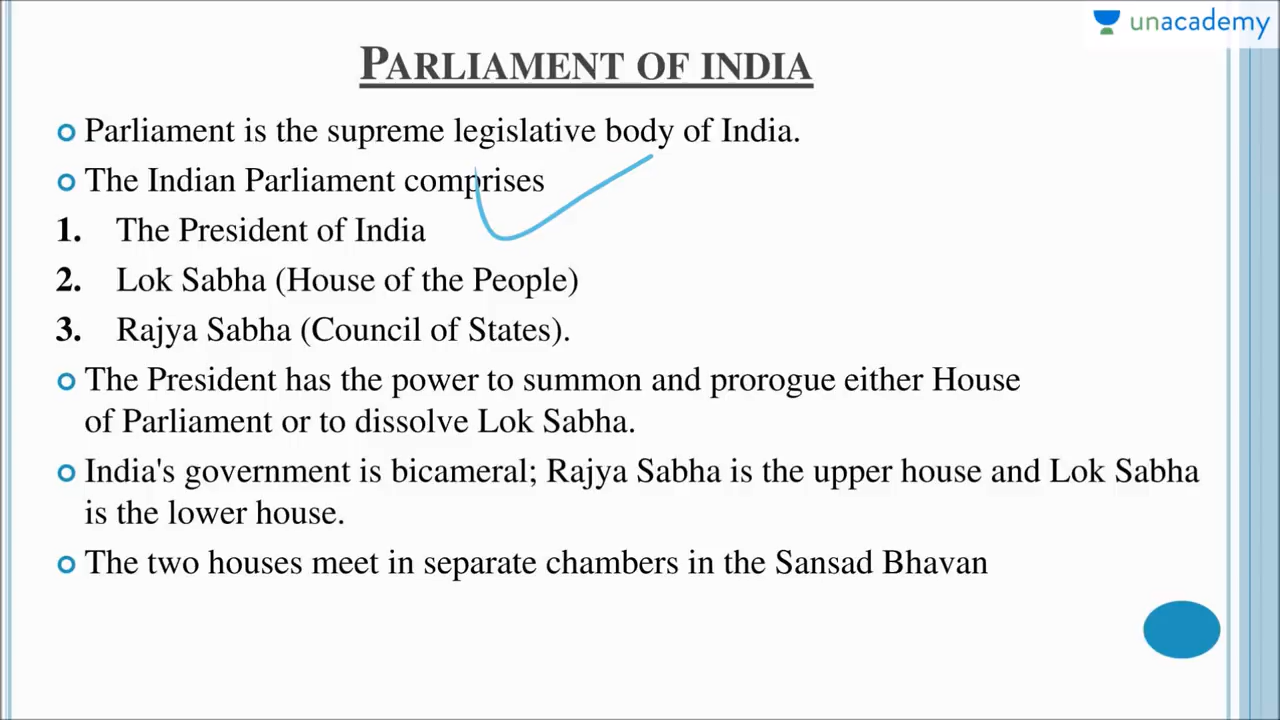 unacademy
PARLIAMENT OF INDIA
Parliament is the supreme legislative body of India.
The Indian Parliament comprises
1. The President of India
2. Lok Sabha (House of the People)
3. Rajya Sabha (Council of States).
The President has the power to summon and prorogue either House
of Parliament or to dissolve Lok Sabha.
India's government is bicameral; Rajya Sabha is the upper house and Lok Sabha
is the lower house.
The two houses meet in separate chambers in the Sansad Bhavan